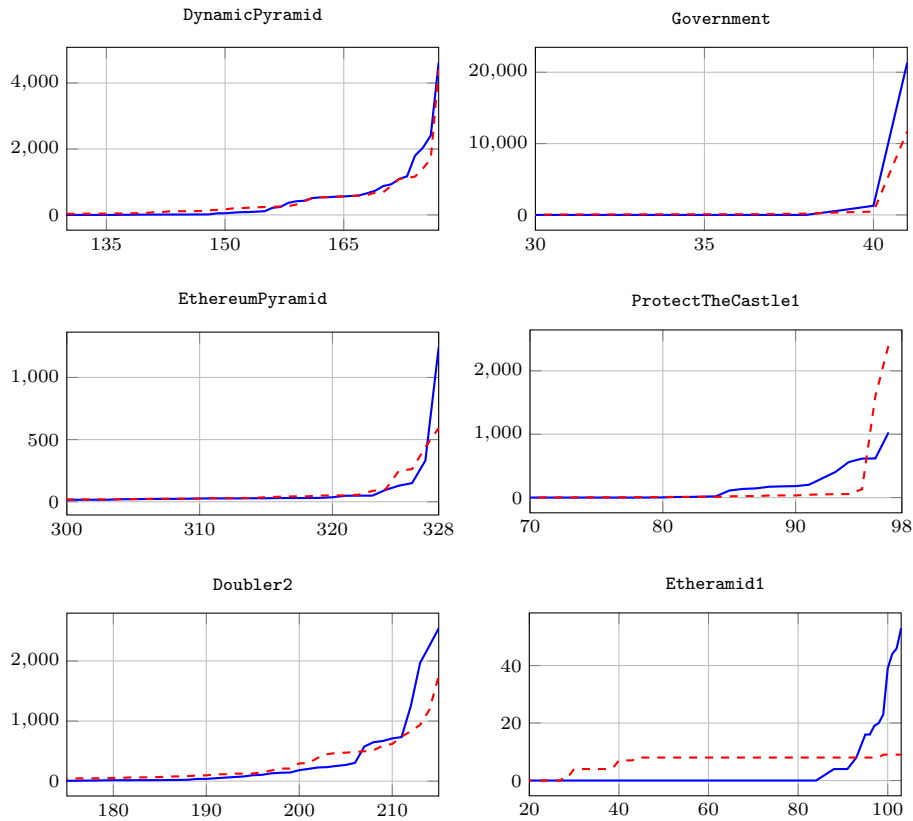 DynamicPyramid
4,000
2,000
0
135 150 165
Government
20,000
10,000
0
30 35 40
EthereumPyramid
1,000
500
0
300 310 320 328
ProtectTheCastle1
2,000
1,000
0
70 80 90 98
Doubler2
2,000
1,000
0
180 190 200 210
Etheramid1
40
20
0
20 40 60 80 100